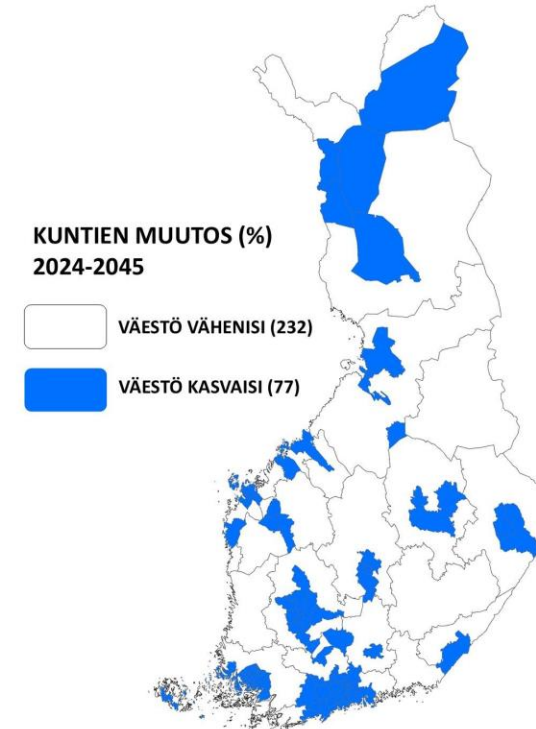 KUNTIEN MUUTOS (%)
2024-2045
VÄESTÖ VÄHENISI (232)
VÄESTÖ KASVAISI (77)